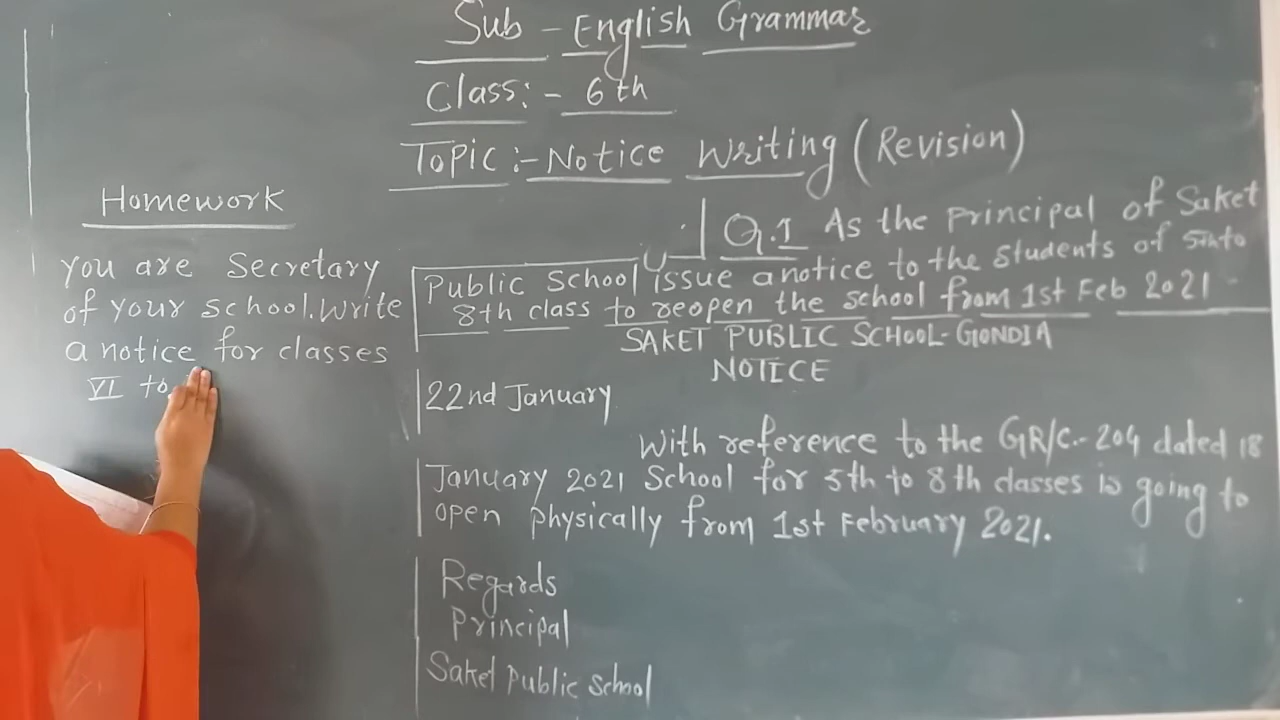 Sub - English Grammar
Class:- 6th
Topic:- Notice Writing (Revision)
Homework
You are Secretary
of your school. Write
a notice for classes
VI to
Q.1 As the principal of Saket
Public School issue a notice to the students of 5th to
8th class to reopen the school from 1st Feb 2021
SAKET PUBLIC SCHOOL-GONDIA
NOTICE
22nd January
With reference to the GR/C.-204 dated 18
January 2021 School for 5th to 8th classes is going to
open physically from 1st February 2021.
Regards
Principal
Saket Public School